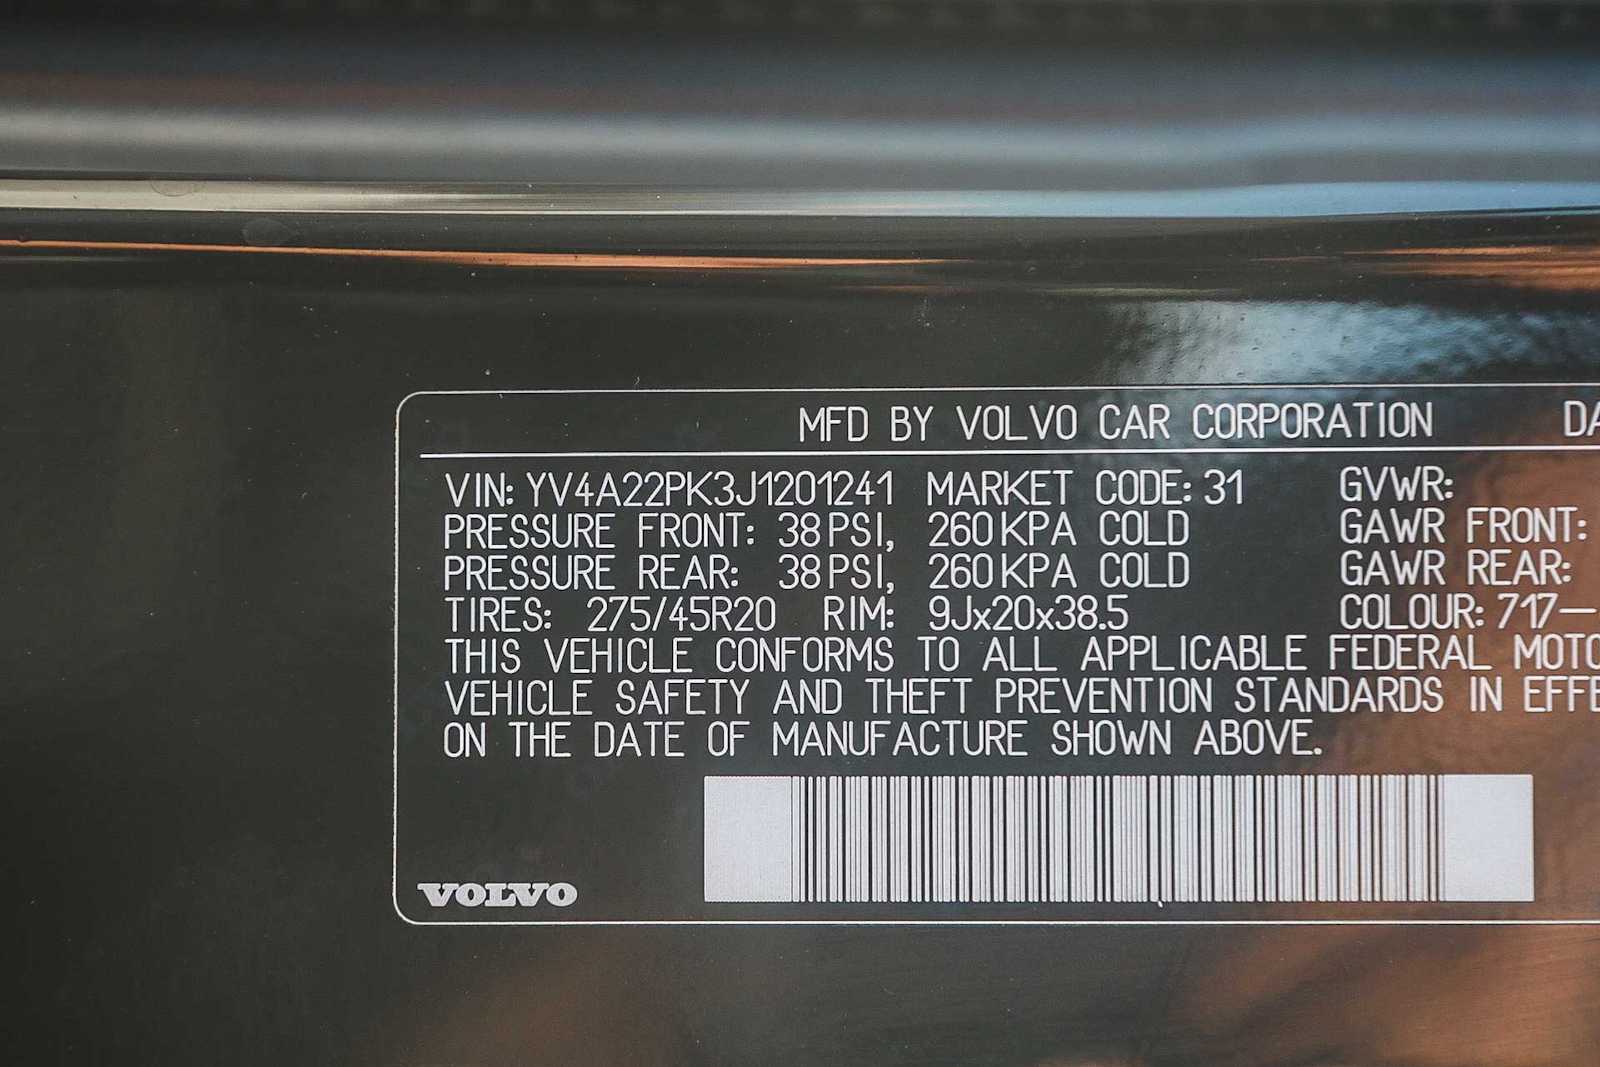 MFD BY VOLVO CAR CORPORATION DA
VIN: YV4A22PK3J1201241 MARKET CODE: 31 GVWR:
PRESSURE FRONT: 38 PSI, 260 KPA COLD GAWR FRONT:
PRESSURE REAR: 38 PSI, 260 KPA COLD GAWR REAR:
TIRES: 275/45R20 RIM: 9Jx20x38.5 COLOUR: 717—
THIS VEHICLE CONFORMS TO ALL APPLICABLE FEDERAL MOTO
VEHICLE SAFETY AND THEFT PREVENTION STANDARDS IN EFFE
ON THE DATE OF MANUFACTURE SHOWN ABOVE.
VOLVO